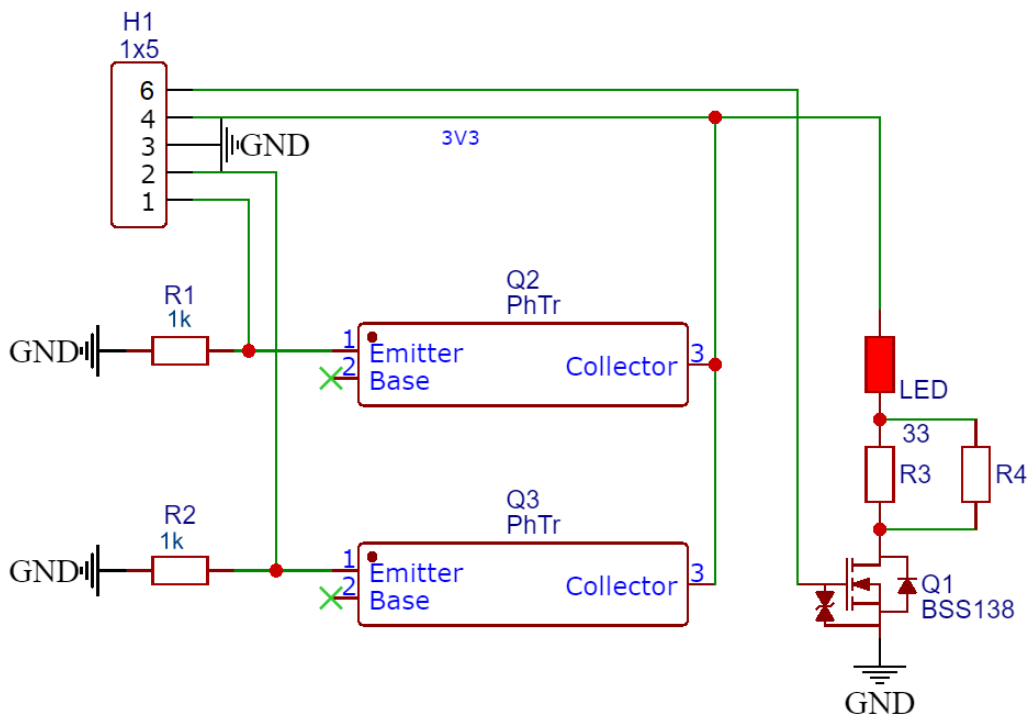 H1
1x5
6
4
3
2
1
GND
3V3
R1
1k
GND
Q2
PhTr
1
2
Emitter
Base
Collector
3
LED
33
R3
R4
R2
1k
GND
Q3
PhTr
1
2
Emitter
Base
Collector
3
Q1
BSS138
GND